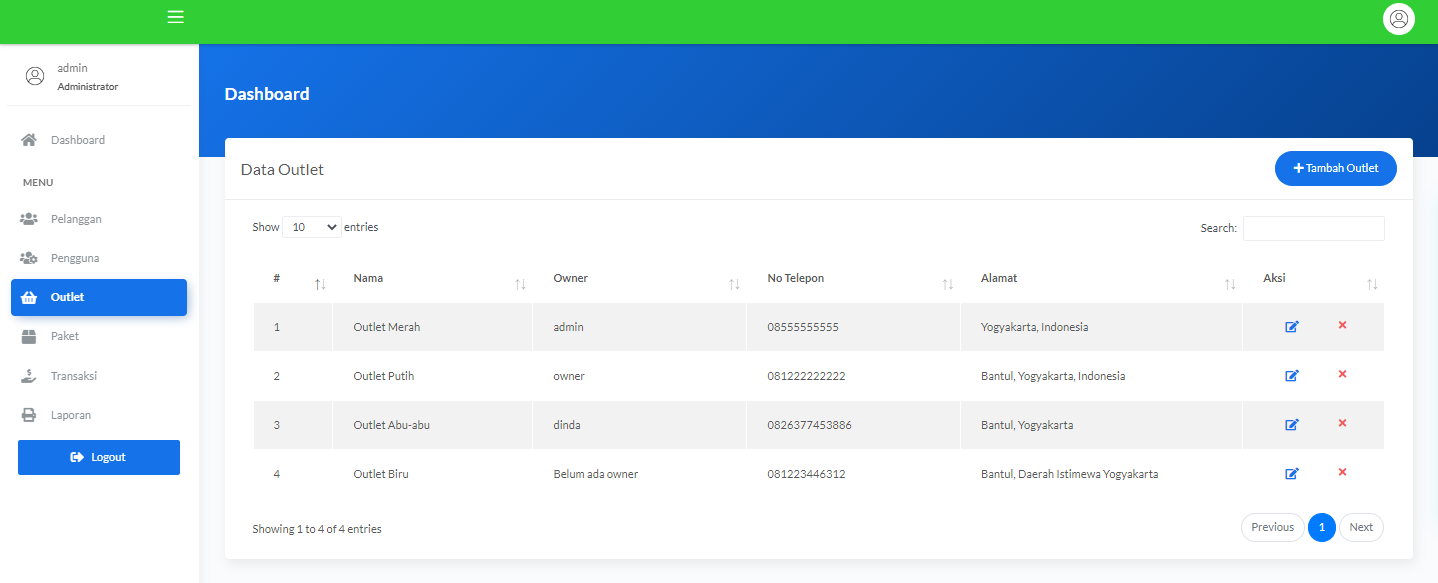 admin
Administrator
Dashboard
MENU
Pelanggan
Pengguna
Outlet
Paket
Transaksi
Laporan
Logout
Dashboard
Data Outlet
Tambah Outlet
Show 10 entries
Search:
# Nama Owner No Telepon Alamat Aksi
1 Outlet Merah admin 08555555555 Yogyakarta, Indonesia
2 Outlet Putih owner 081222222222 Bantul, Yogyakarta, Indonesia
3 Outlet Abu-abu dinda 0826377453886 Bantul, Yogyakarta
4 Outlet Biru Belum ada owner 081223446312 Bantul, Daerah Istimewa Yogyakarta
Showing 1 to 4 of 4 entries
Previous 1 Next